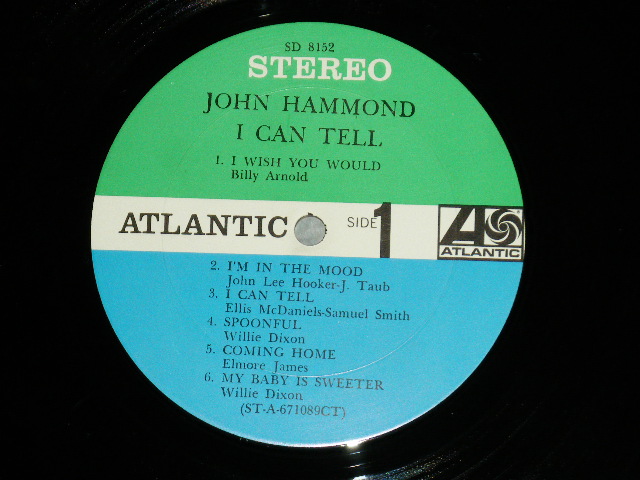 SD 8152
STEREO
JOHN HAMMOND
I CAN TELL
1. I WISH YOU WOULD
Billy Arnold
ATLANTIC
SIDE 1
ATLANTIC
2. I'M IN THE MOOD
John Lee Hooker-J. Taub
3. I CAN TELL
Ellis McDaniels-Samuel Smith
4. SPOONFUL
Willie Dixon
5. COMING HOME
Elmore James
6. MY BABY IS SWEETER
Willie Dixon
(ST-A-671089CT)